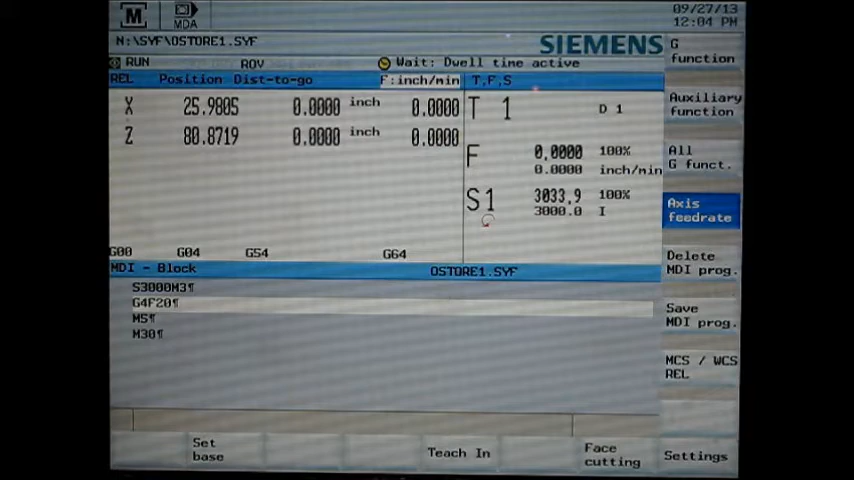 M
MDA
09/27/13
12:04 PM
N:\SYF\OSTORE1.SYF
SIEMENS
G function
RUN ROV Wait: Dwell time active
REL Position Dist-to-go F:inch/min T,F,S
X 25.9805 0.0000 inch 0.0000 T 1 D 1
Auxiliary function
Z 80.8719 0.0000 inch 0.0000
F 0.0000 100%
0.0000 inch/min
All G funct.
S1 3033.9 100%
3000.0 I
Axis feedrate
G00 G04 G54 G64
Delete MDI prog.
MDI - Block OSTORE1.SYF
S3000M3¶
G4F20¶
M5¶
M30¶
Save MDI prog.
MCS / WCS REL
Set base
Teach In
Face cutting
Settings